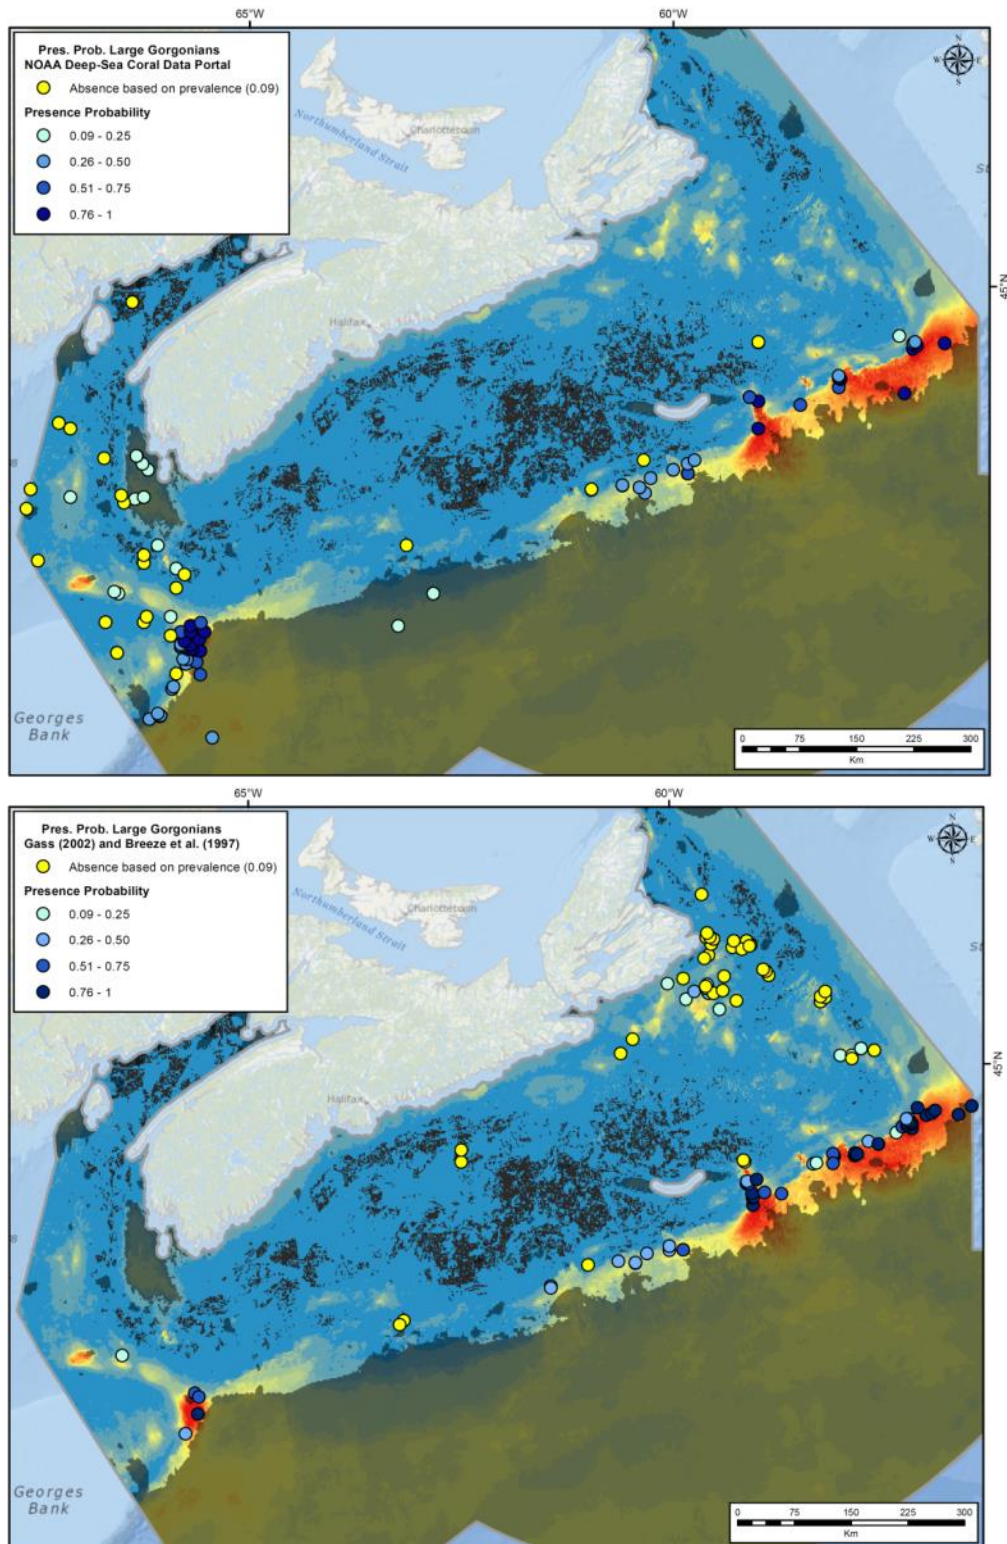 65°W 60°W
Pres. Prob. Large Gorgonians
NOAA Deep-Sea Coral Data Portal
Absence based on prevalence (0.09)
Presence Probability
0.09 - 0.25
0.26 - 0.50
0.51 - 0.75
0.76 - 1
N
W E
S
Northumberland Strait
Charlottetown
St
45°N
Halifax
Georges
Bank
0 75 150 225 300
Km
65°W 60°W
Pres. Prob. Large Gorgonians
Gass (2002) and Breeze et al. (1997)
Absence based on prevalence (0.09)
Presence Probability
0.09 - 0.25
0.26 - 0.50
0.51 - 0.75
0.76 - 1
N
W E
S
Northumberland Strait
Charlottetown
St
45°N
Halifax
Georges
Bank
0 75 150 225 300
Km